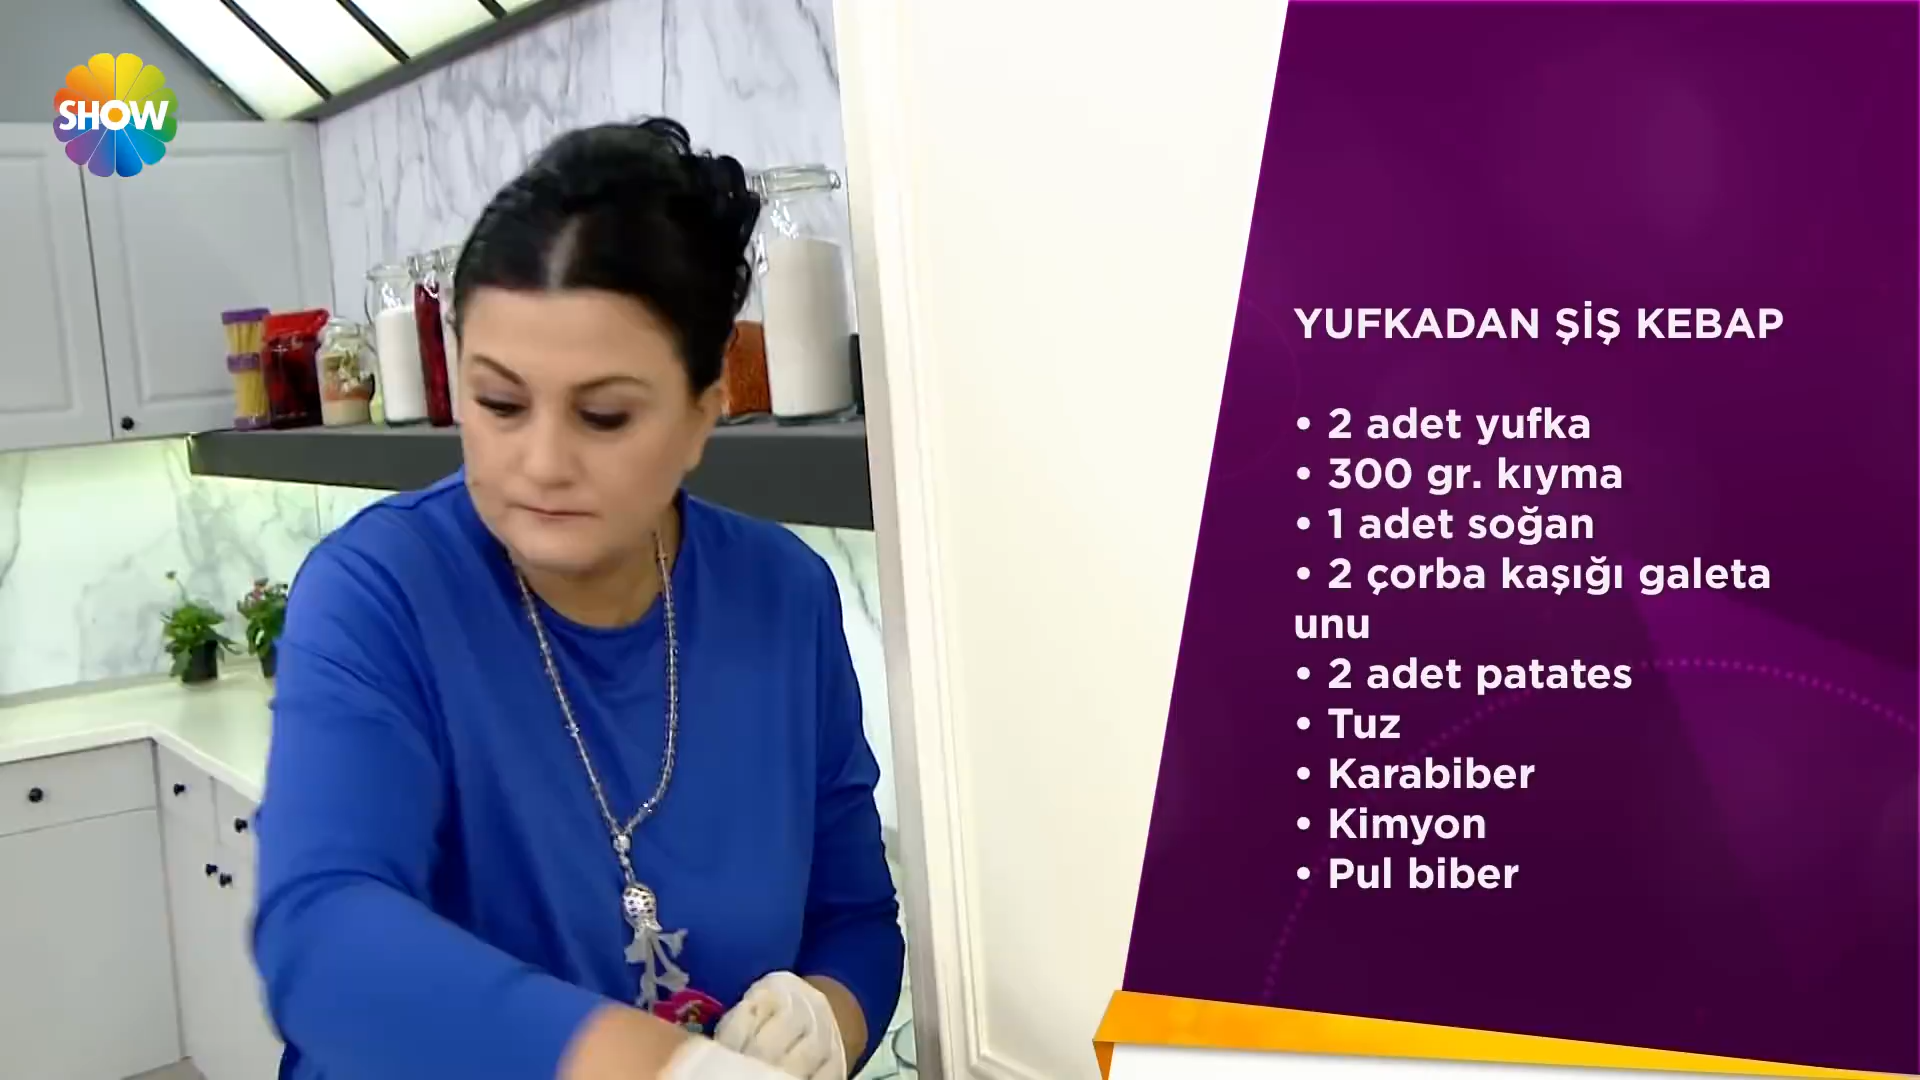 SHOW
YUFKADAN ŞİŞ KEBAP
• 2 adet yufka
• 300 gr. kıyma
• 1 adet soğan
• 2 çorba kaşığı galeta
unu
• 2 adet patates
• Tuz
• Karabiber
• Kimyon
• Pul biber